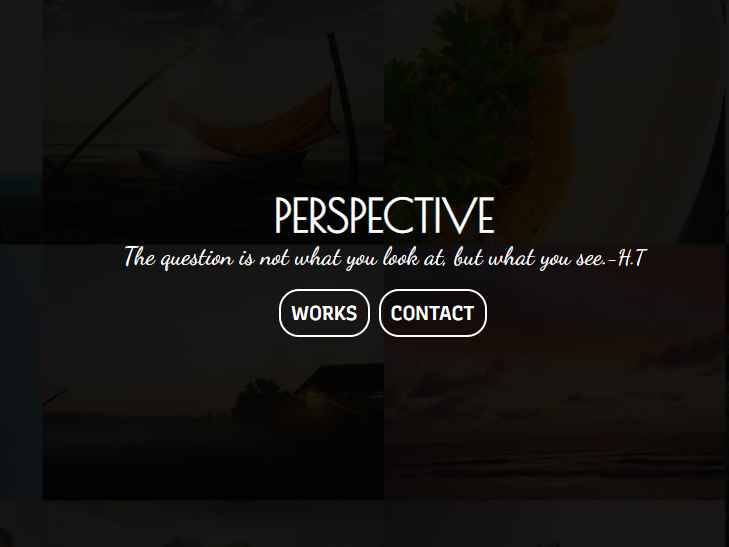 PERSPECTIVE
The question is not what you look at, but what you see.-H.T
WORKS CONTACT